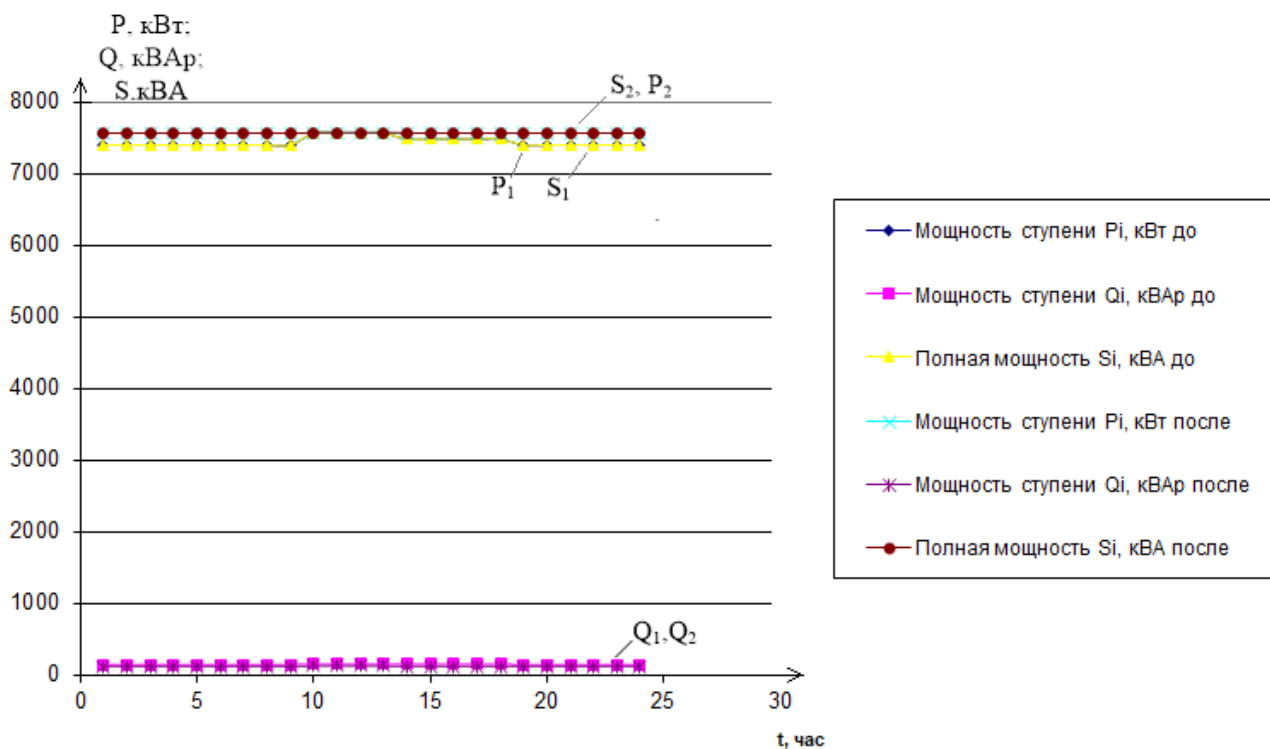 P, кВт;
Q, кВАр;
S.кВА
8000
7000
6000
5000
4000
3000
2000
1000
0
0 5 10 15 20 25 30
t, час
S₂, P₂
P₁ S₁
Q₁,Q₂
Мощность ступени Pi, кВт до
Мощность ступени Qi, кВАр до
Полная мощность Si, кВА до
Мощность ступени Pi, кВт после
Мощность ступени Qi, кВАр после
Полная мощность Si, кВА после